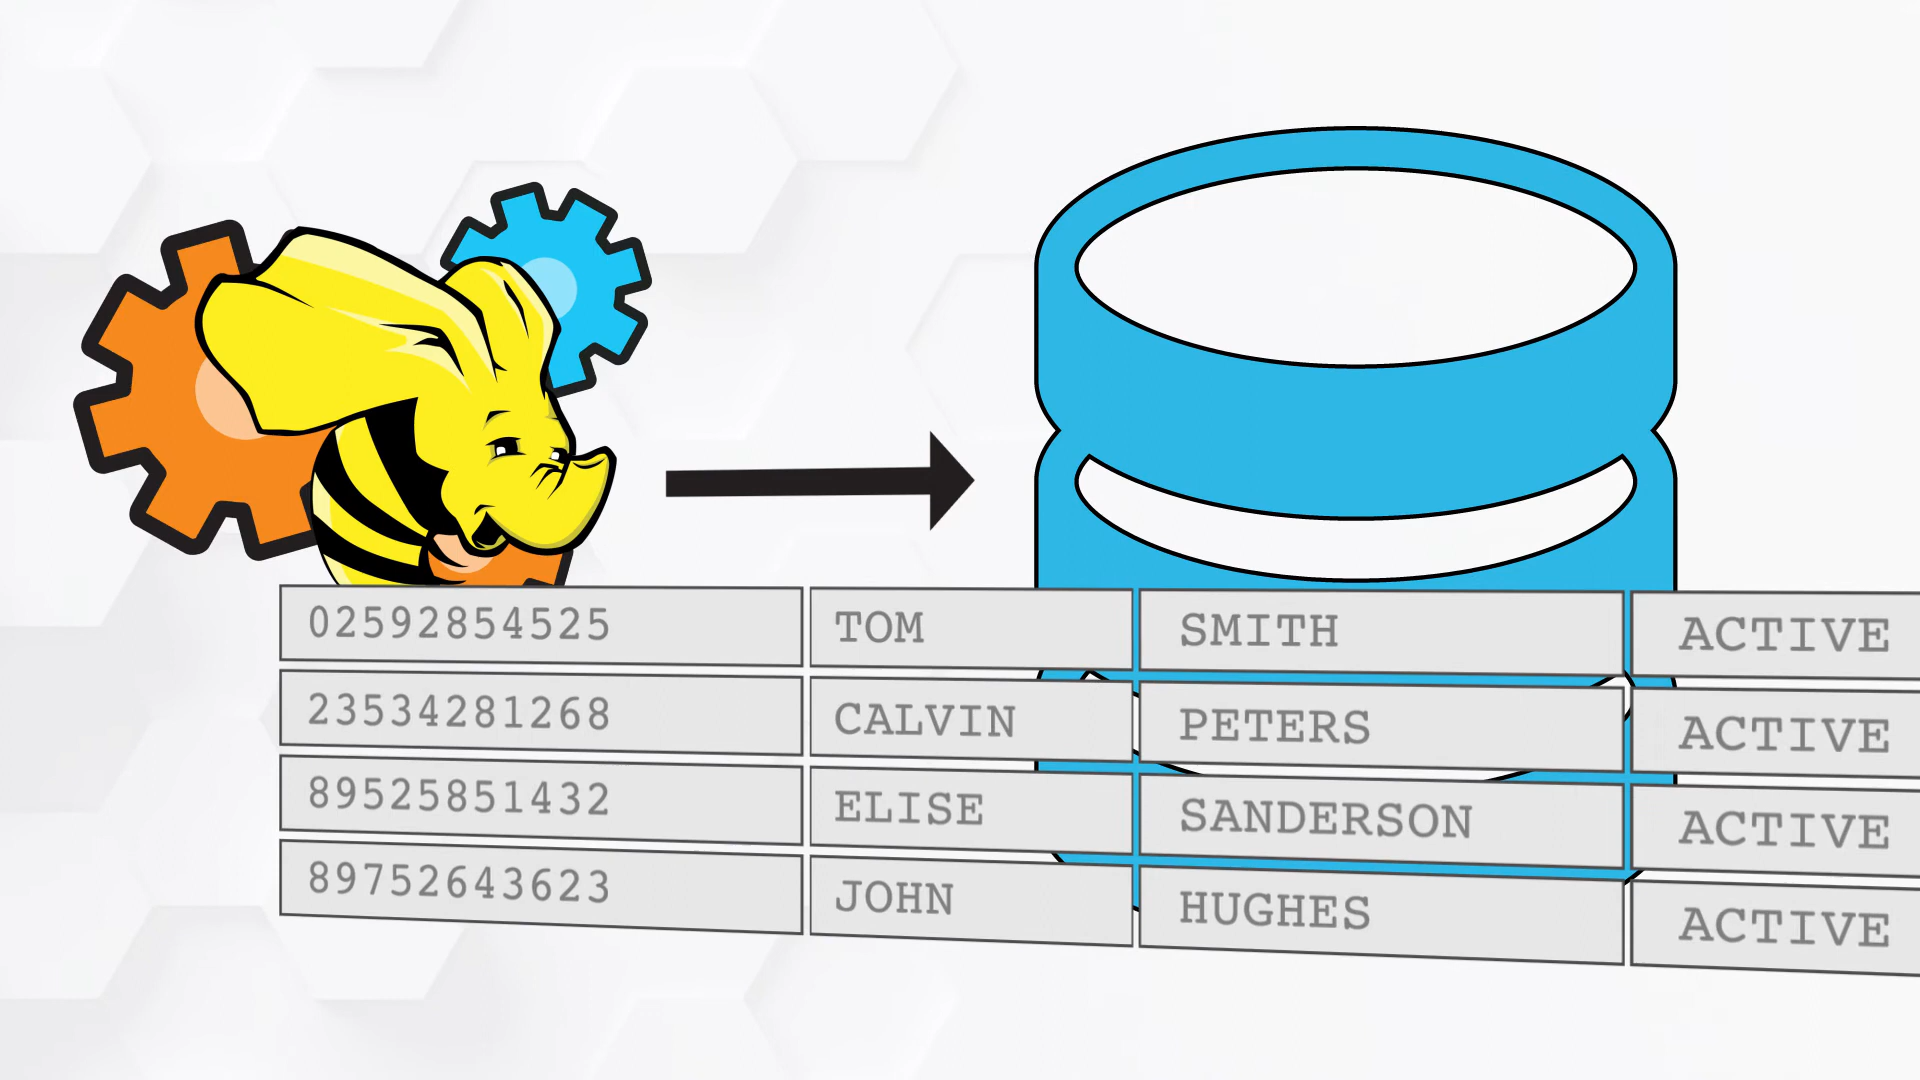 02592854525 TOM SMITH ACTIVE
23534281268 CALVIN PETERS ACTIVE
89525851432 ELISE SANDERSON ACTIVE
89752643623 JOHN HUGHES ACTIVE